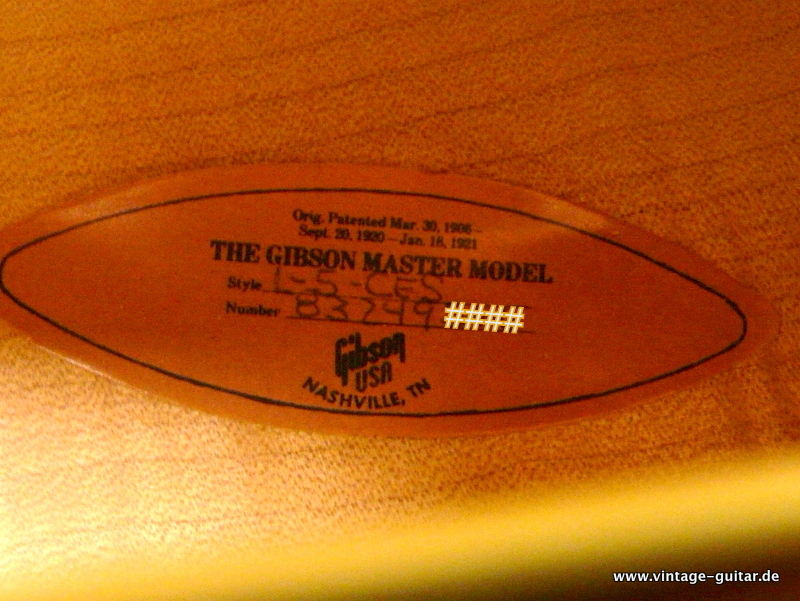 Orig. Patented Mar. 30, 1906 –
Sept. 20, 1920 – Jan. 18, 1921
THE GIBSON MASTER MODEL
Style L-5-CES
Number 83749####
Gibson
USA
NASHVILLE, TN
www.vintage-guitar.de